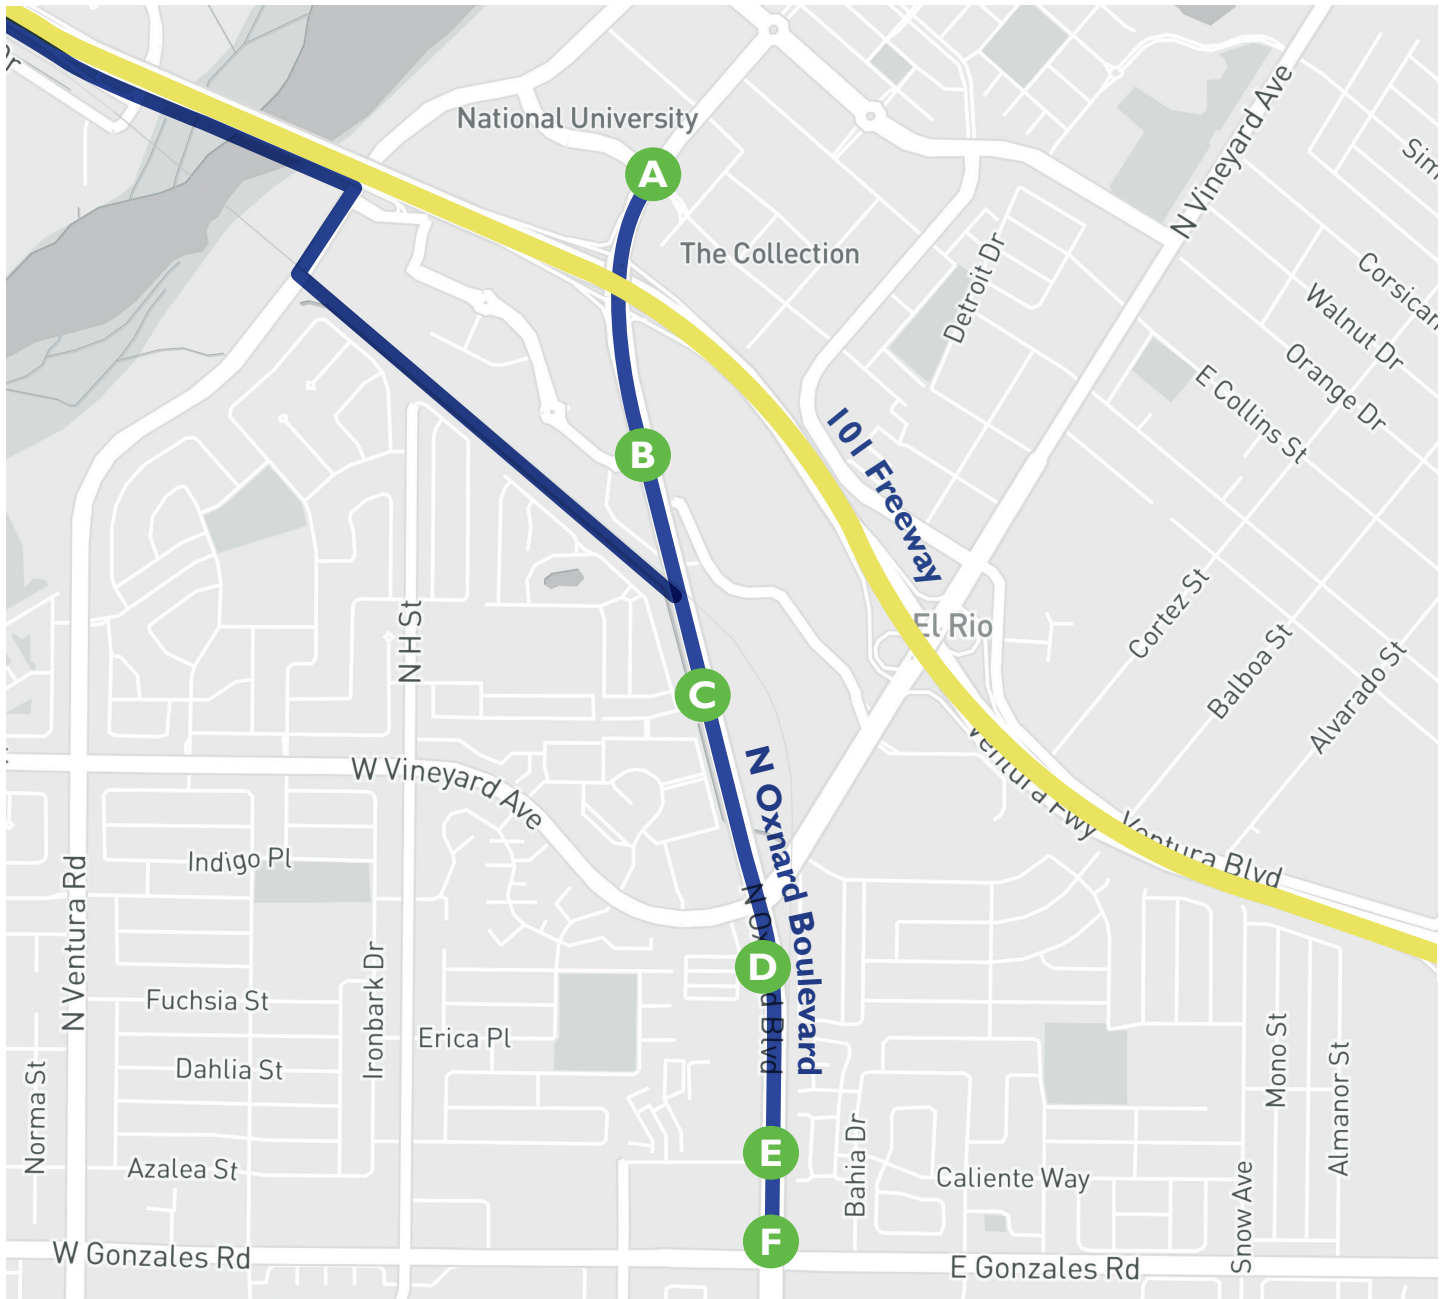 Dr
National University
A
N Vineyard Ave
Sim
The Collection
Detroit Dr
Corsican
Walnut Dr
Orange Dr
E Collins St
101 Freeway
B
N H St
El Rio
Cortez St
Balboa St
Alvarado St
C
W Vineyard Ave
N Oxnard Boulevard
Ventura Fwy
Ventura Blvd
Indigo Pl
N Ventura Rd
D
Fuchsia St
Ironbark Dr
Erica Pl
Dahlia St
Norma St
Mono St
Almanor St
E
Azalea St
Bahia Dr
Caliente Way
Snow Ave
F
W Gonzales Rd
E Gonzales Rd